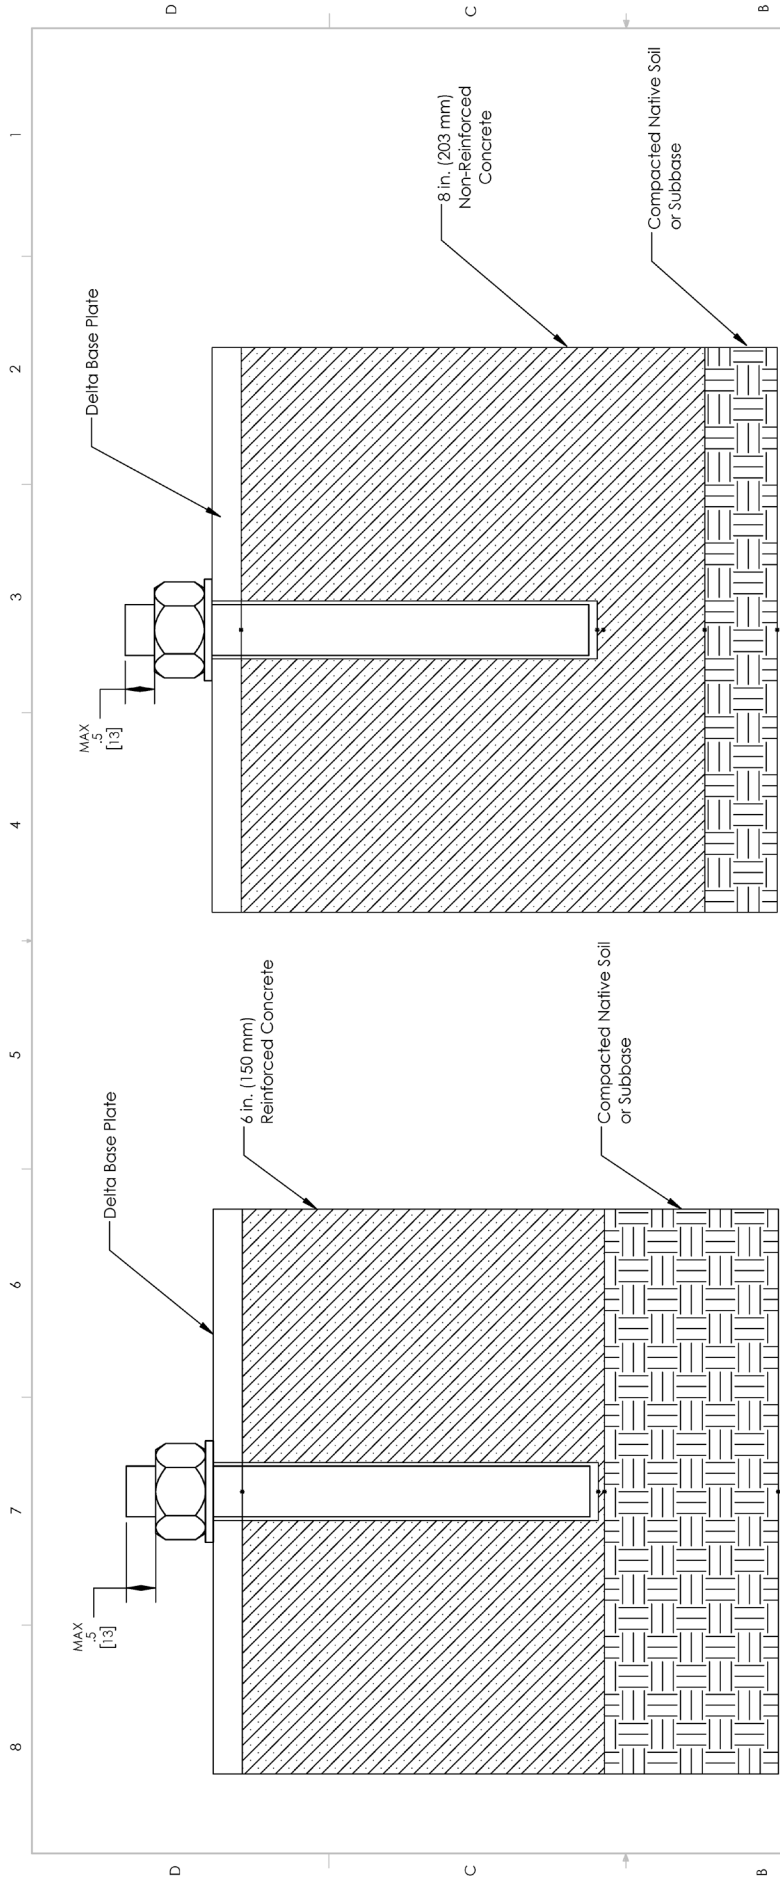 8
7
6
5
4
3
2
1
D
C
B
D
C
B
MAX
.5
[13]
Delta Base Plate
6 in. (150 mm)
Reinforced Concrete
Compacted Native Soil
or Subbase
MAX
.5
[13]
Delta Base Plate
8 in. (203 mm)
Non-Reinforced
Concrete
Compacted Native Soil
or Subbase